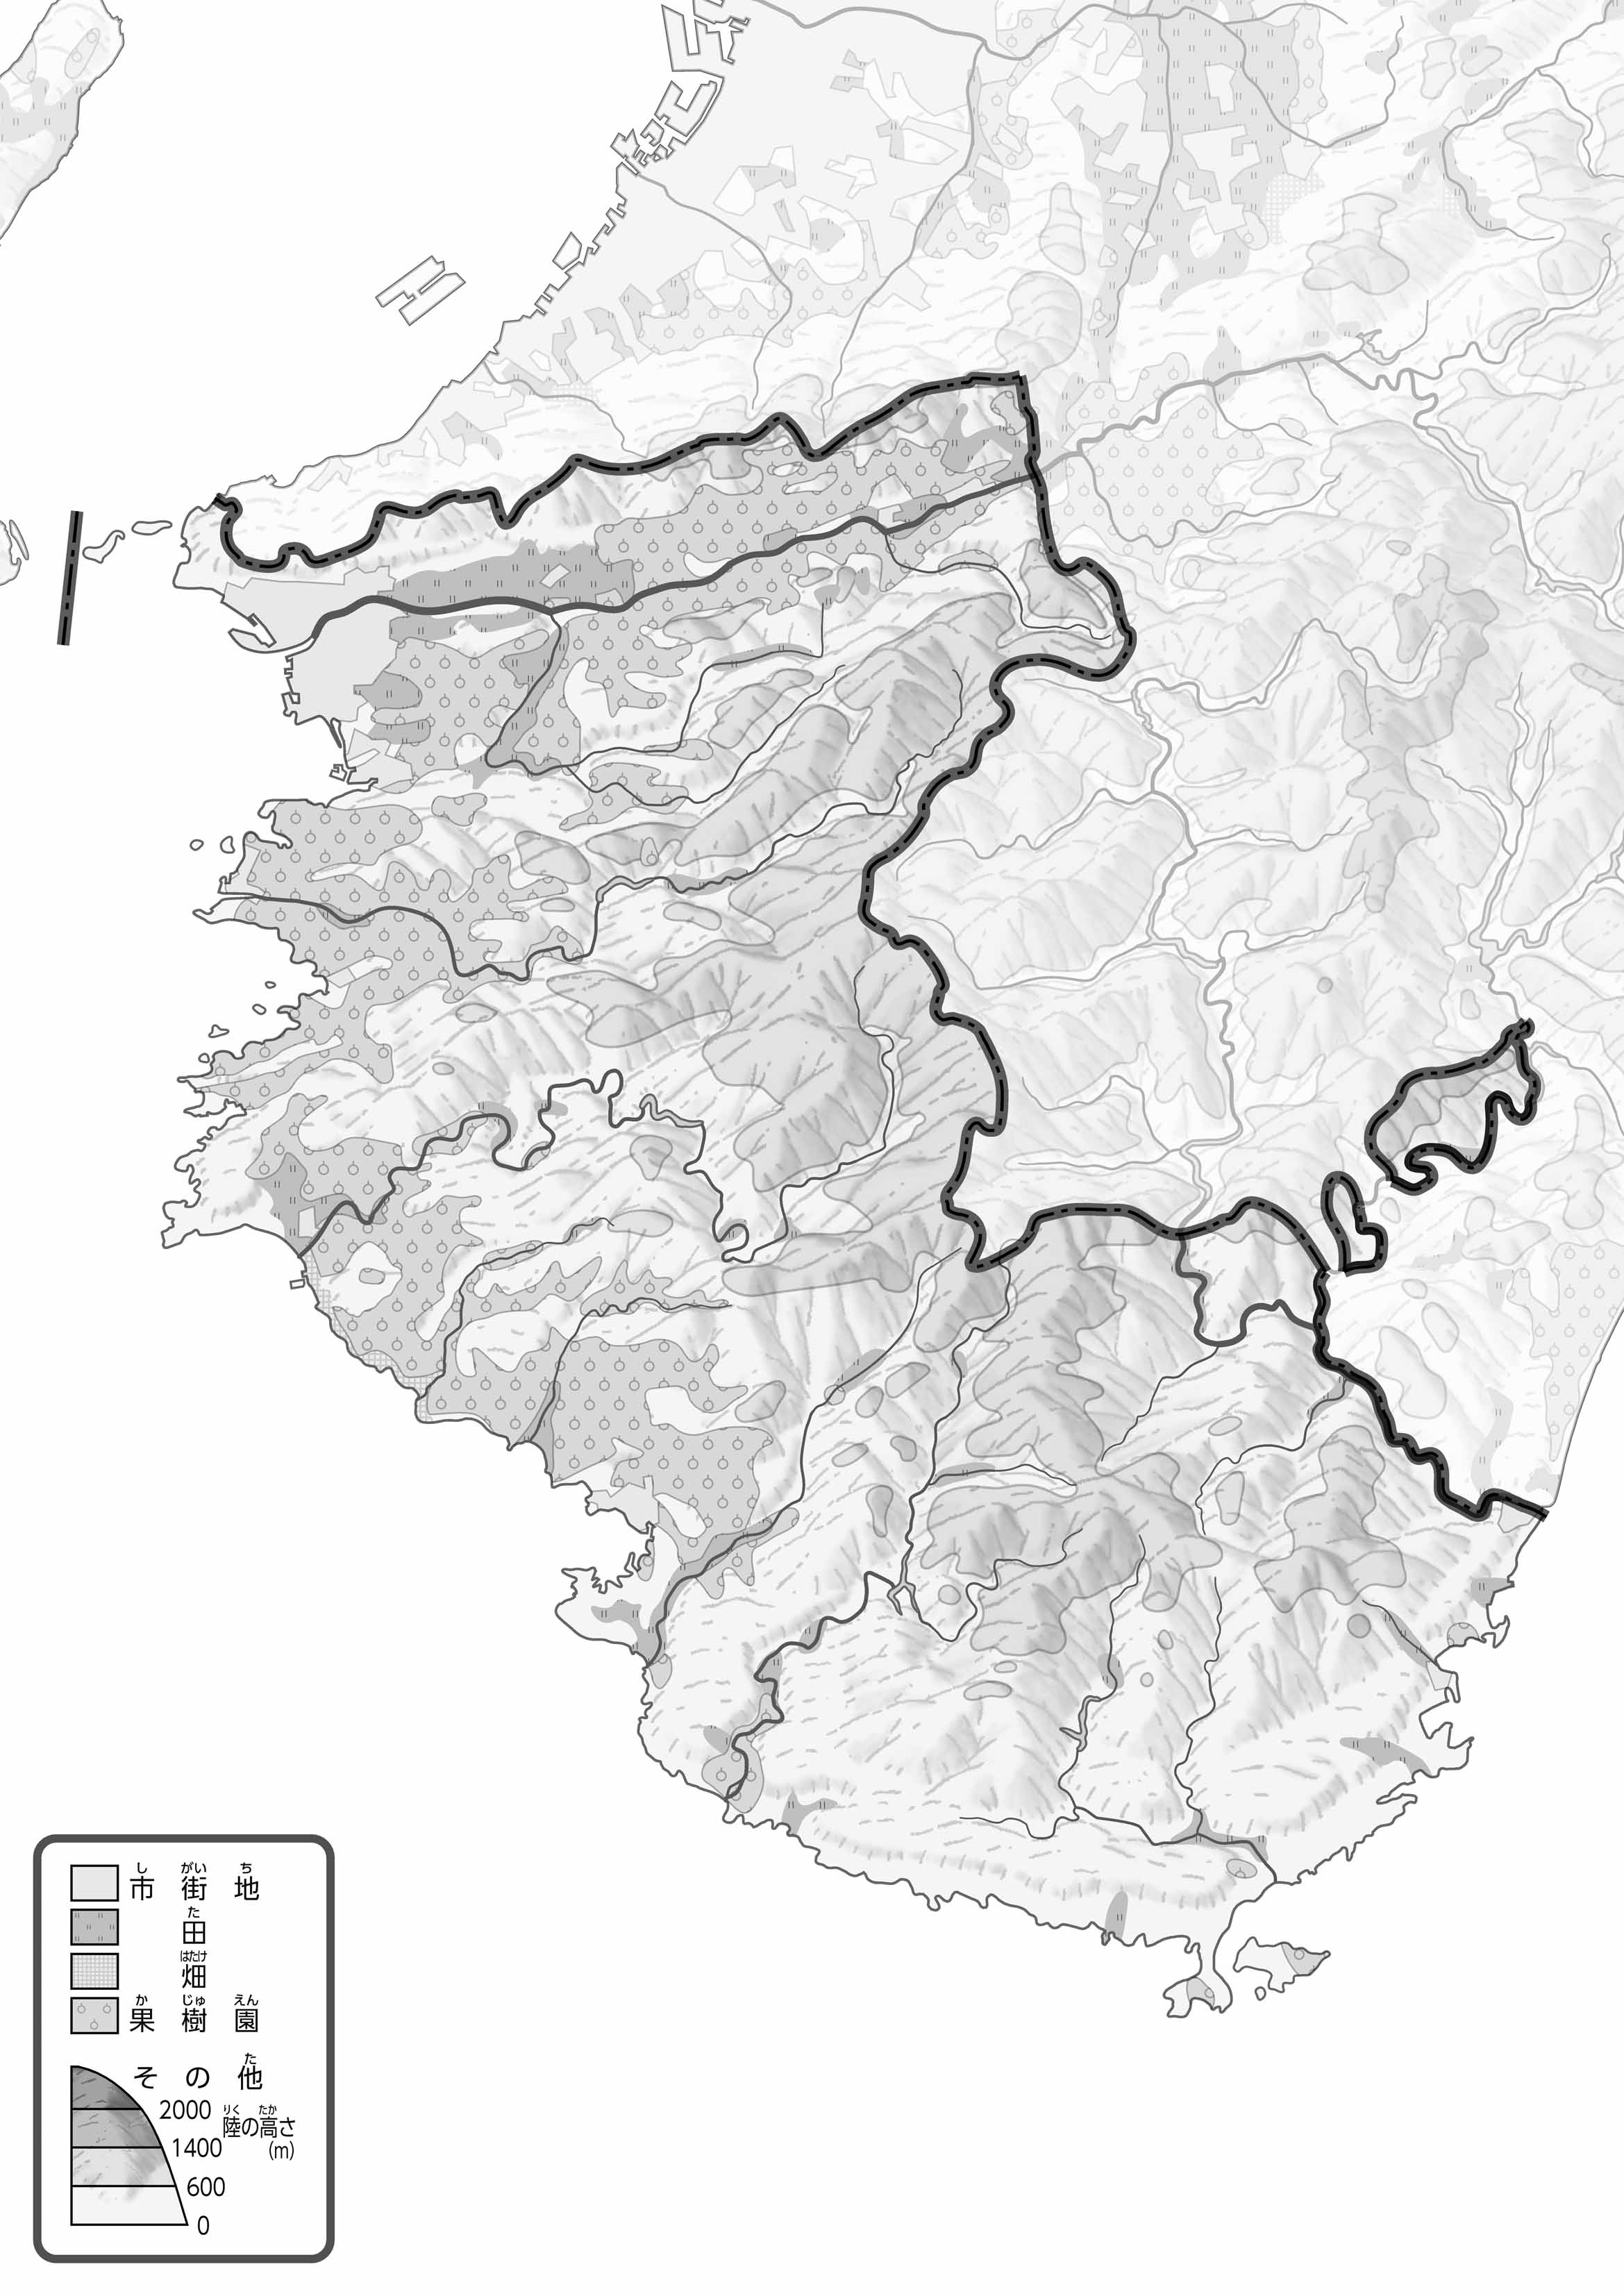 市街地
しがいち
田
た
畑
はたけ
果樹園
かじゅえん
その他
た
2000
陸の高さ
りくたか
(m)
1400
600
0